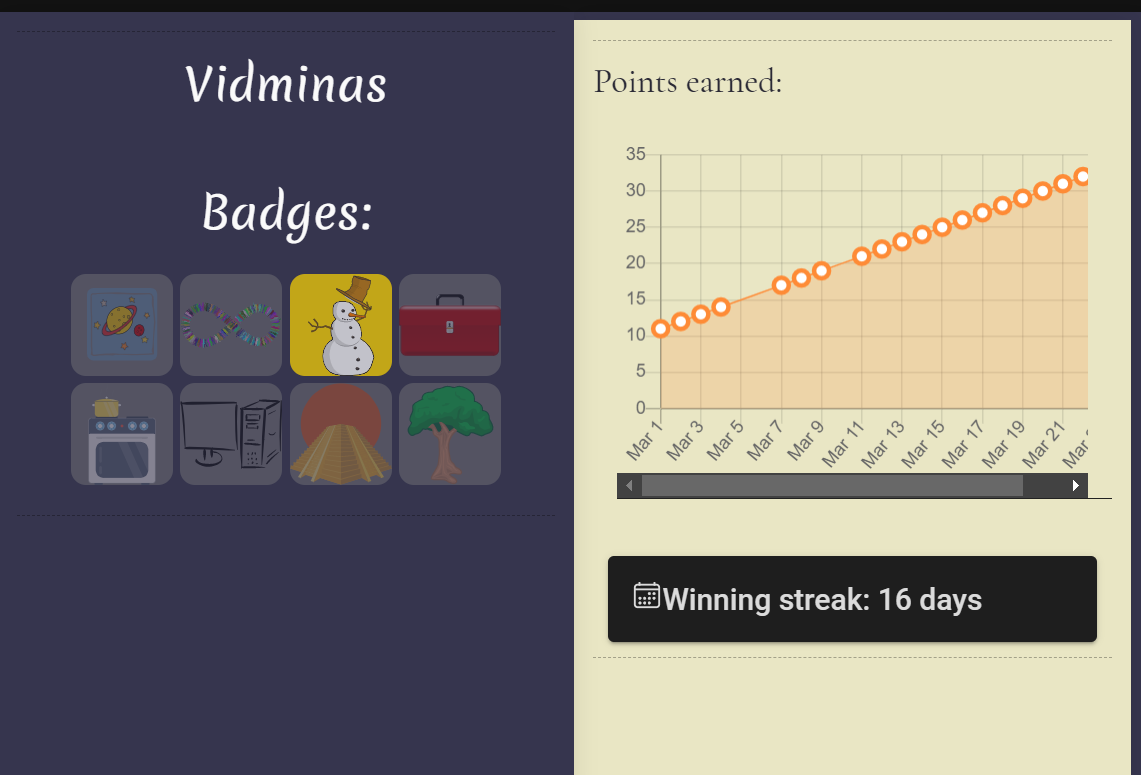 Vidminas
Badges:
Points earned:
35
30
25
20
15
10
5
0
Mar 1
Mar 3
Mar 5
Mar 7
Mar 9
Mar 11
Mar 13
Mar 15
Mar 17
Mar 19
Mar 21
Mar
Winning streak: 16 days